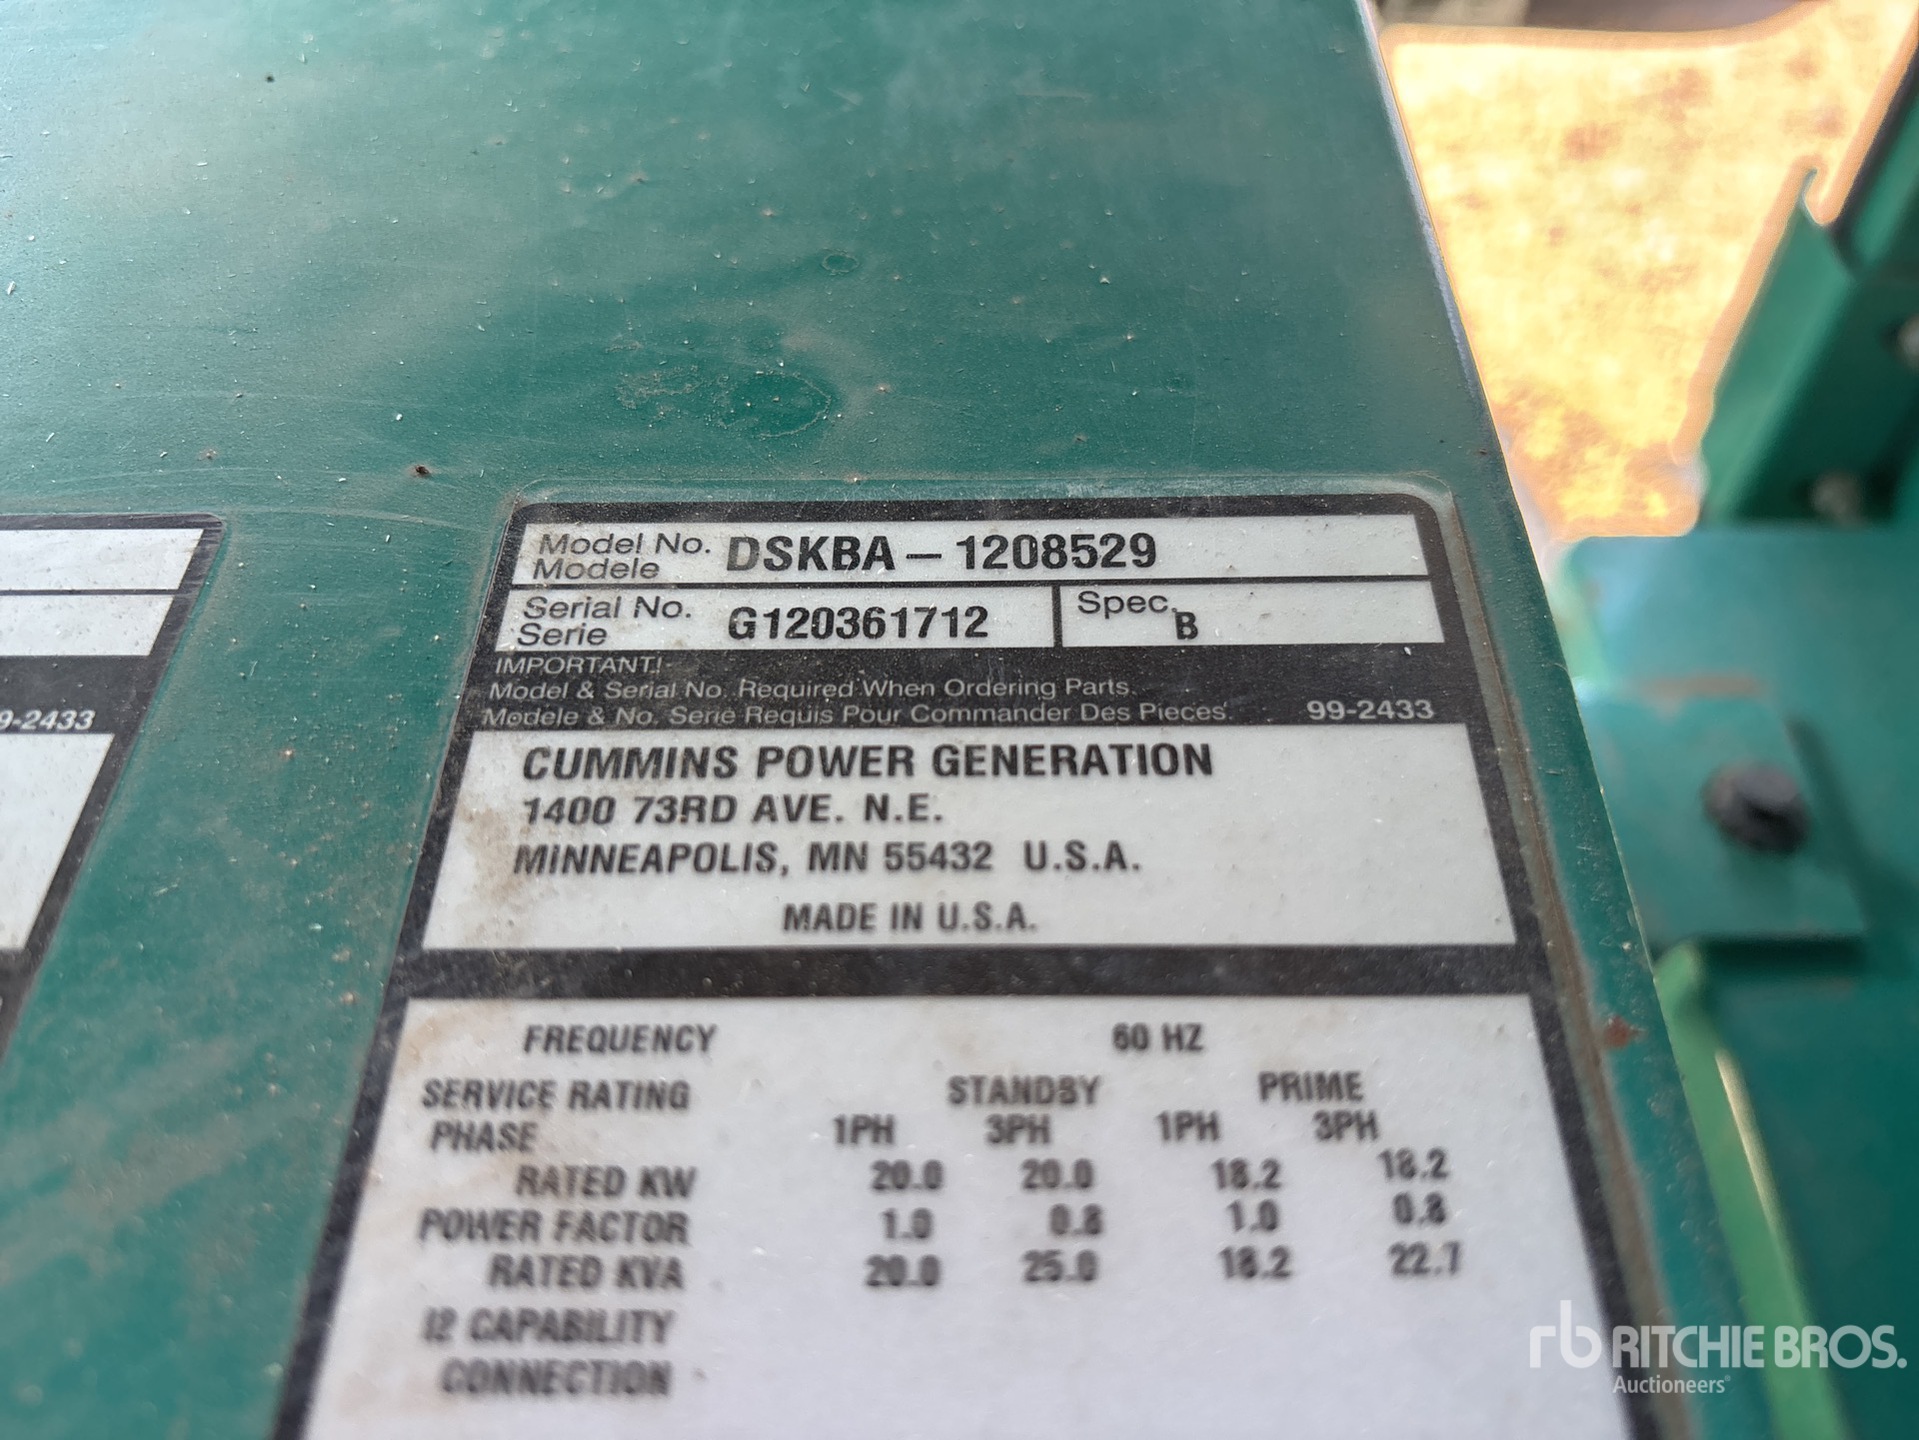 Model No. DSKBA - 1208529
Modele
Serial No. G120361712 Spec. B
Serie
IMPORTANT!
Model & Serial No. Required When Ordering Parts.
Modele & No. Serie Requis Pour Commander Des Pieces. 99-2433
9-2433
CUMMINS POWER GENERATION
1400 73RD AVE. N.E.
MINNEAPOLIS, MN 55432 U.S.A.
MADE IN U.S.A.
FREQUENCY 60 HZ
SERVICE RATING STANDBY PRIME
PHASE 1PH 3PH 1PH 3PH
RATED KW 20.0 20.0 18.2 18.2
POWER FACTOR 1.0 0.8 1.0 0.8
RATED KVA 20.0 25.0 18.2 22.7
I2 CAPABILITY
CONNECTION
rb RITCHIE BROS.
Auctioneers®